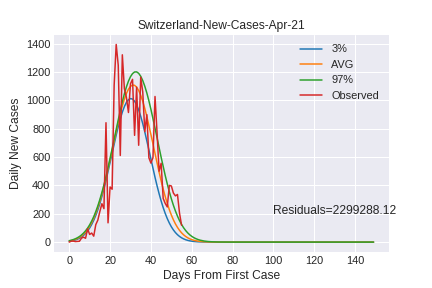 Switzerland-New-Cases-Apr-21
Daily New Cases
1400
1200
1000
800
600
400
200
0
3%
AVG
97%
Observed
Residuals=2299288.12
0 20 40 60 80 100 120 140
Days From First Case